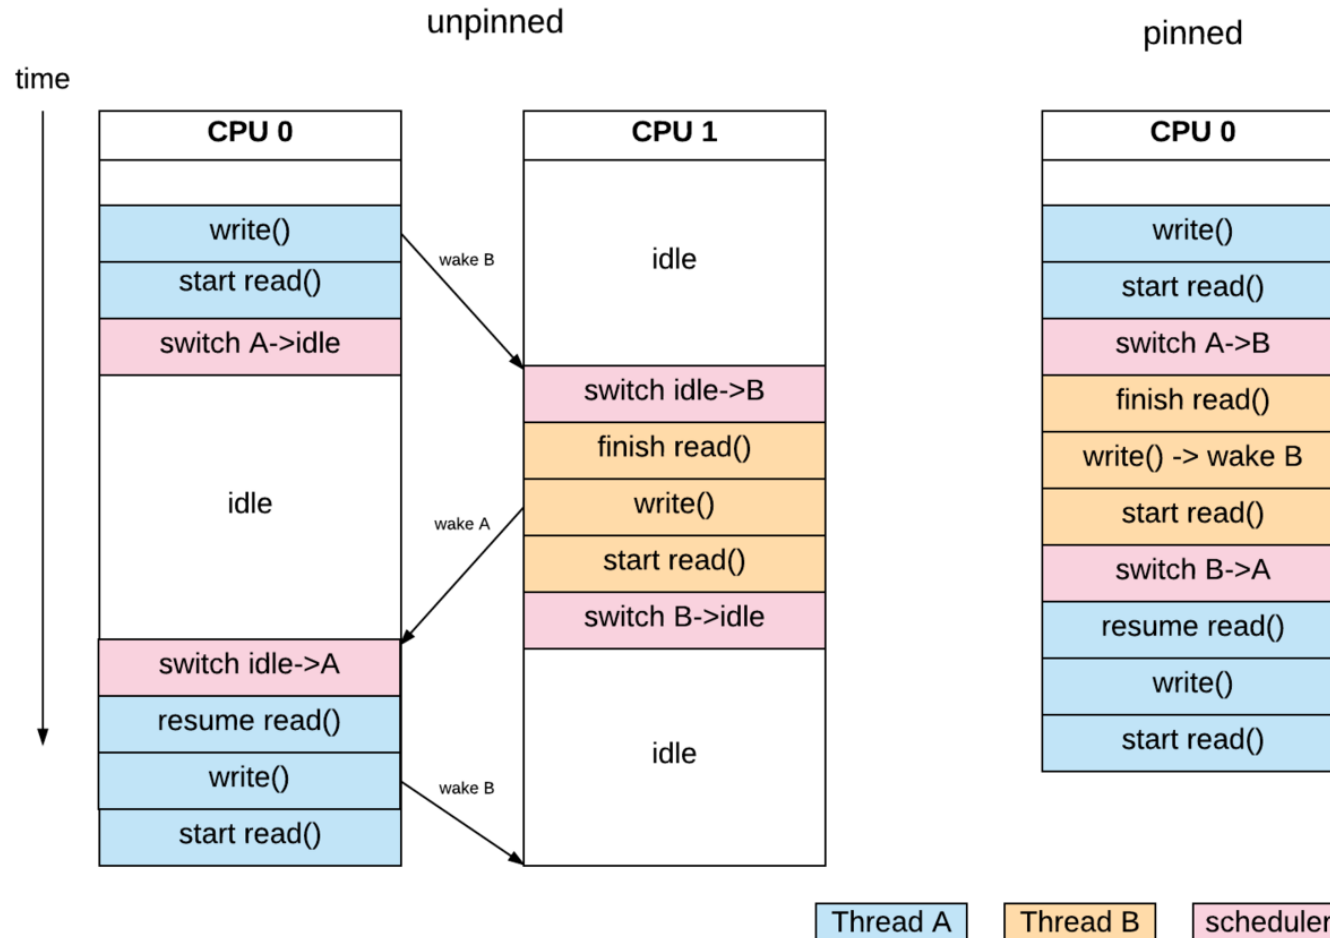 unpinned
pinned
time
CPU 0
write()
start read()
switch A->idle
idle
switch idle->A
resume read()
write()
start read()
wake B
wake A
wake B
CPU 1
idle
switch idle->B
finish read()
write()
start read()
switch B->idle
idle
CPU 0
write()
start read()
switch A->B
finish read()
write() -> wake B
start read()
switch B->A
resume read()
write()
start read()
Thread A
Thread B
scheduler